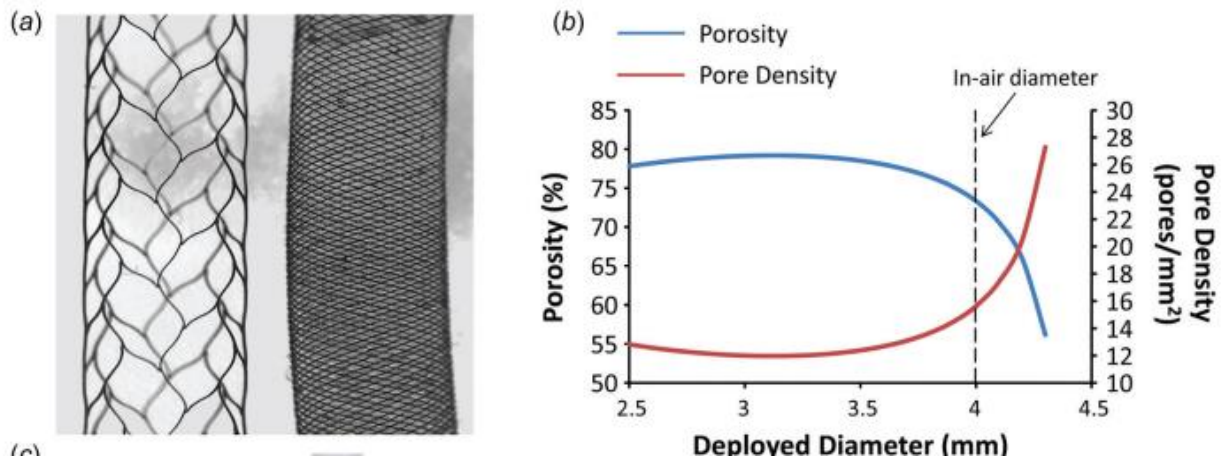 (a)
(b)
Porosity
Pore Density
In-air diameter
Porosity (%)
85
80
75
70
65
60
55
50
30
28
26
24
22
20
18
16
14
12
10
Pore Density
(pores/mm²)
2.5
3
3.5
4
4.5
Deployed Diameter (mm)
(c)